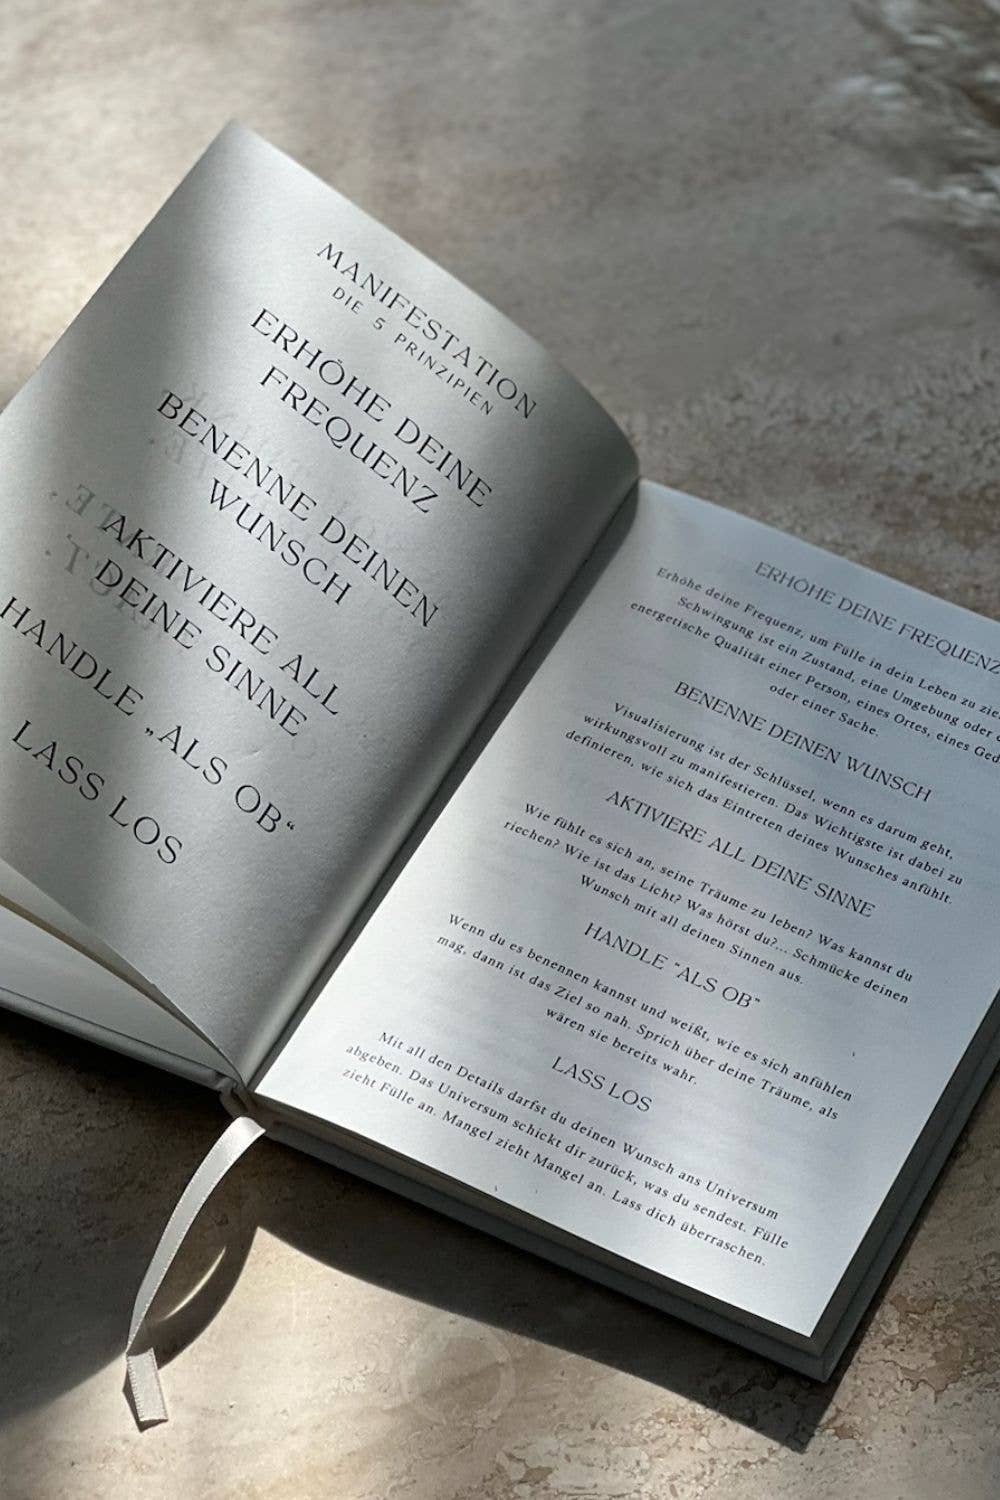 MANIFESTATION
DIE 5 PRINZIPIEN
ERHÖHE DEINE
FREQUENZ
BENENNE DEINEN
WUNSCH
AKTIVIERE ALL
DEINE SINNE
HANDLE „ALS OB“
LASS LOS
ERHÖHE DEINE FREQUENZ
Erhöhe deine Frequenz, um Fülle in dein Leben zu
Schwingung ist ein Zustand, eine Umgebung oder
energetische Qualität einer Person, eines Ortes, eines
oder einer Sache.
BENENNE DEINEN WUNSCH
Visualisierung ist der Schlüssel, wenn es darum geht,
wirkungsvoll zu manifestieren. Das Wichtigste ist dabei zu
definieren, wie sich das Eintreten deines Wunsches anfühlt.
AKTIVIERE ALL DEINE SINNE
Wie fühlt es sich an, seine Träume zu leben? Was kannst du
riechen? Wie ist das Licht? Was hörst du?... Schmücke deinen
Wunsch mit all deinen Sinnen aus.
HANDLE "ALS OB"
Wenn du es benennen kannst und weißt, wie es sich anfühlen
mag, dann ist das Ziel so nah. Sprich über deine Träume, als
wären sie bereits wahr.
LASS LOS
Mit all den Details darfst du deinen Wunsch ans Universum
abgeben. Das Universum schickt dir zurück, was du sendest. Fülle
zieht Fülle an. Mangel zieht Mangel an. Lass dich überraschen.